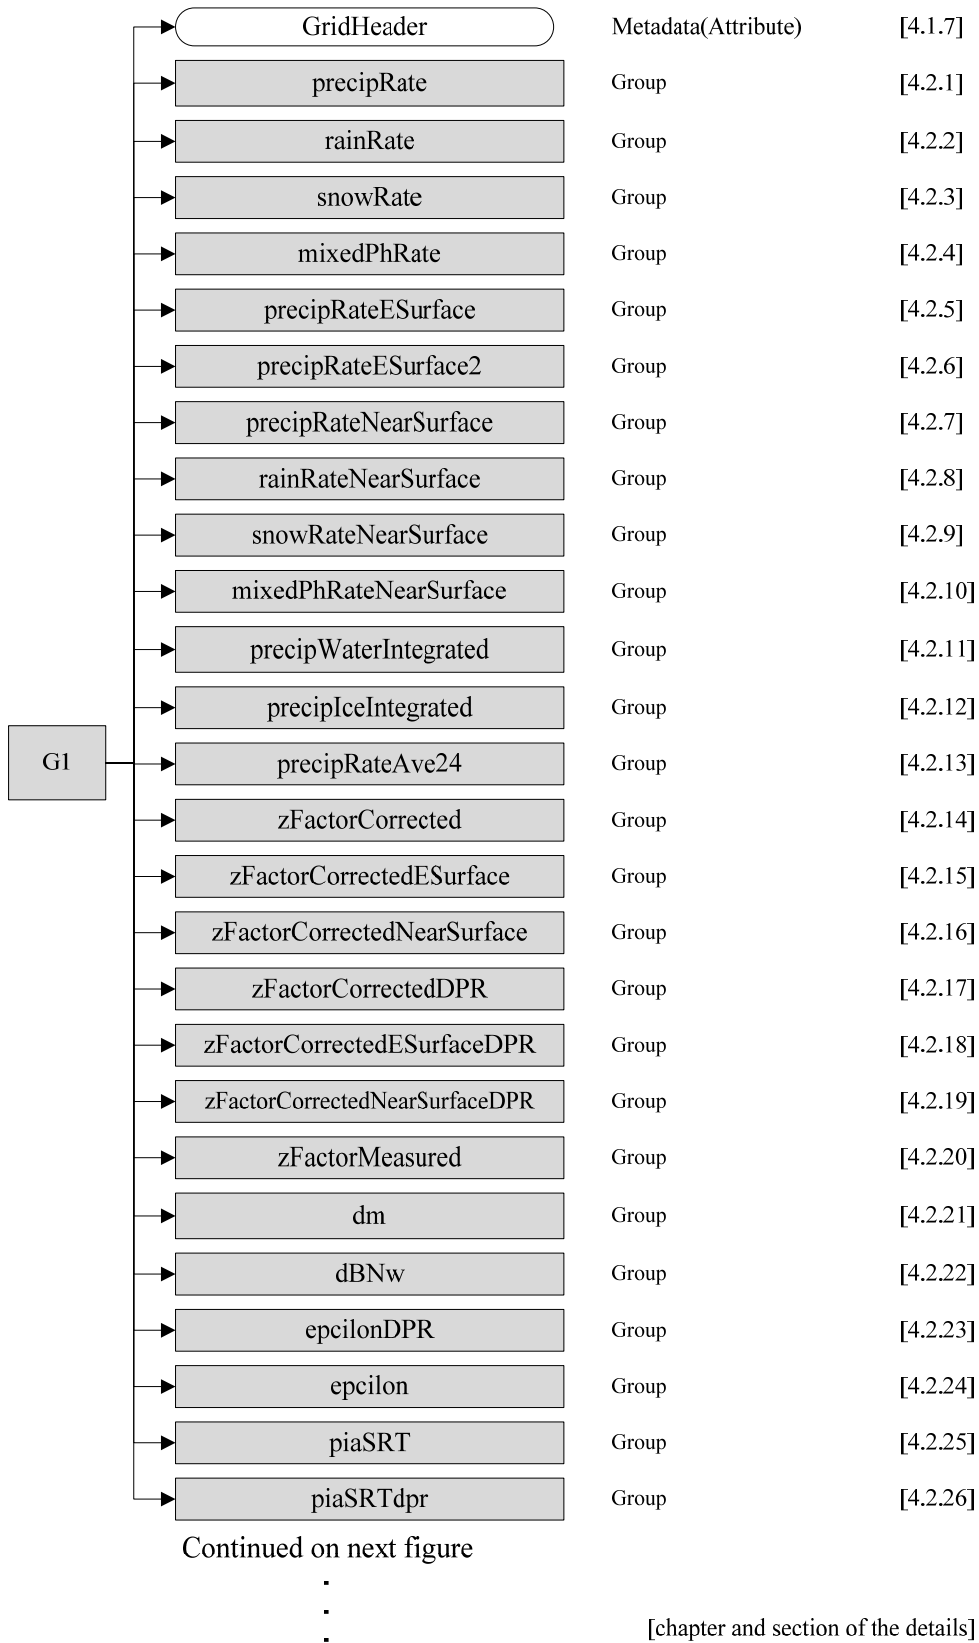 GridHeader Metadata(Attribute) [4.1.7]
precipRate Group [4.2.1]
rainRate Group [4.2.2]
snowRate Group [4.2.3]
mixedPhRate Group [4.2.4]
precipRateESurface Group [4.2.5]
precipRateESurface2 Group [4.2.6]
precipRateNearSurface Group [4.2.7]
rainRateNearSurface Group [4.2.8]
snowRateNearSurface Group [4.2.9]
mixedPhRateNearSurface Group [4.2.10]
precipWaterIntegrated Group [4.2.11]
precipIceIntegrated Group [4.2.12]
G1 precipRateAve24 Group [4.2.13]
zFactorCorrected Group [4.2.14]
zFactorCorrectedESurface Group [4.2.15]
zFactorCorrectedNearSurface Group [4.2.16]
zFactorCorrectedDPR Group [4.2.17]
zFactorCorrectedESurfaceDPR Group [4.2.18]
zFactorCorrectedNearSurfaceDPR Group [4.2.19]
zFactorMeasured Group [4.2.20]
dm Group [4.2.21]
dBNw Group [4.2.22]
epcilonDPR Group [4.2.23]
epcilon Group [4.2.24]
piaSRT Group [4.2.25]
piaSRTdpr Group [4.2.26]
Continued on next figure
[chapter and section of the details]